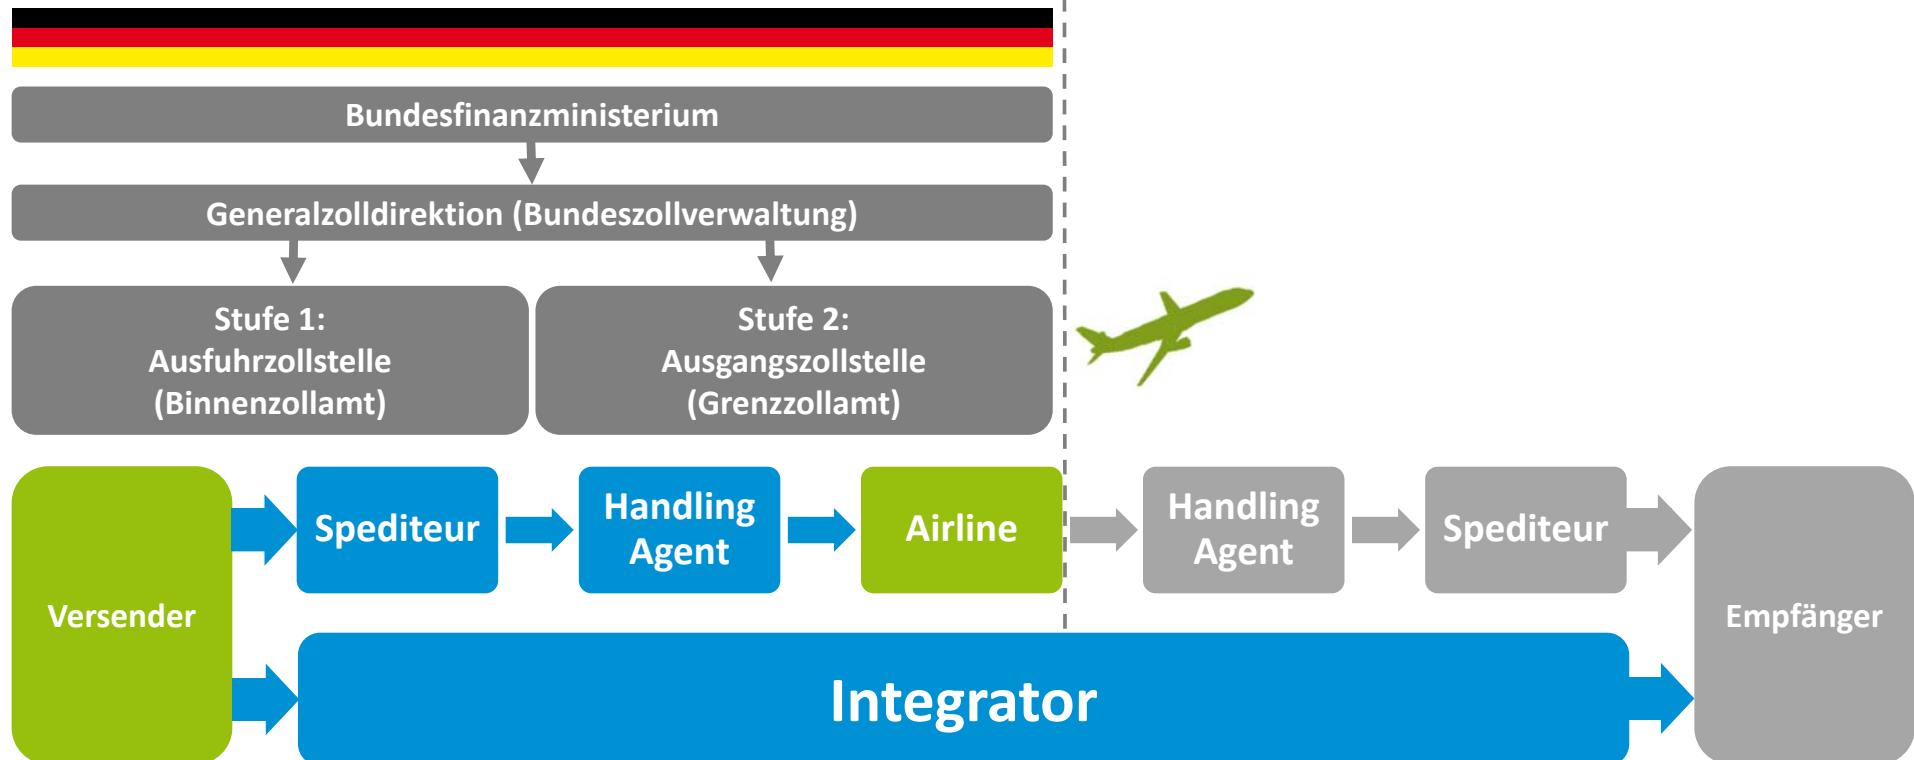 Bundesfinanzministerium
Generalzolldirektion (Bundeszollverwaltung)
Stufe 1:
Ausfuhrzollstelle
(Binnenzollamt)
Stufe 2:
Ausgangszollstelle
(Grenzzollamt)
Versender
Spediteur
Handling
Agent
Airline
Handling
Agent
Spediteur
Empfänger
Integrator